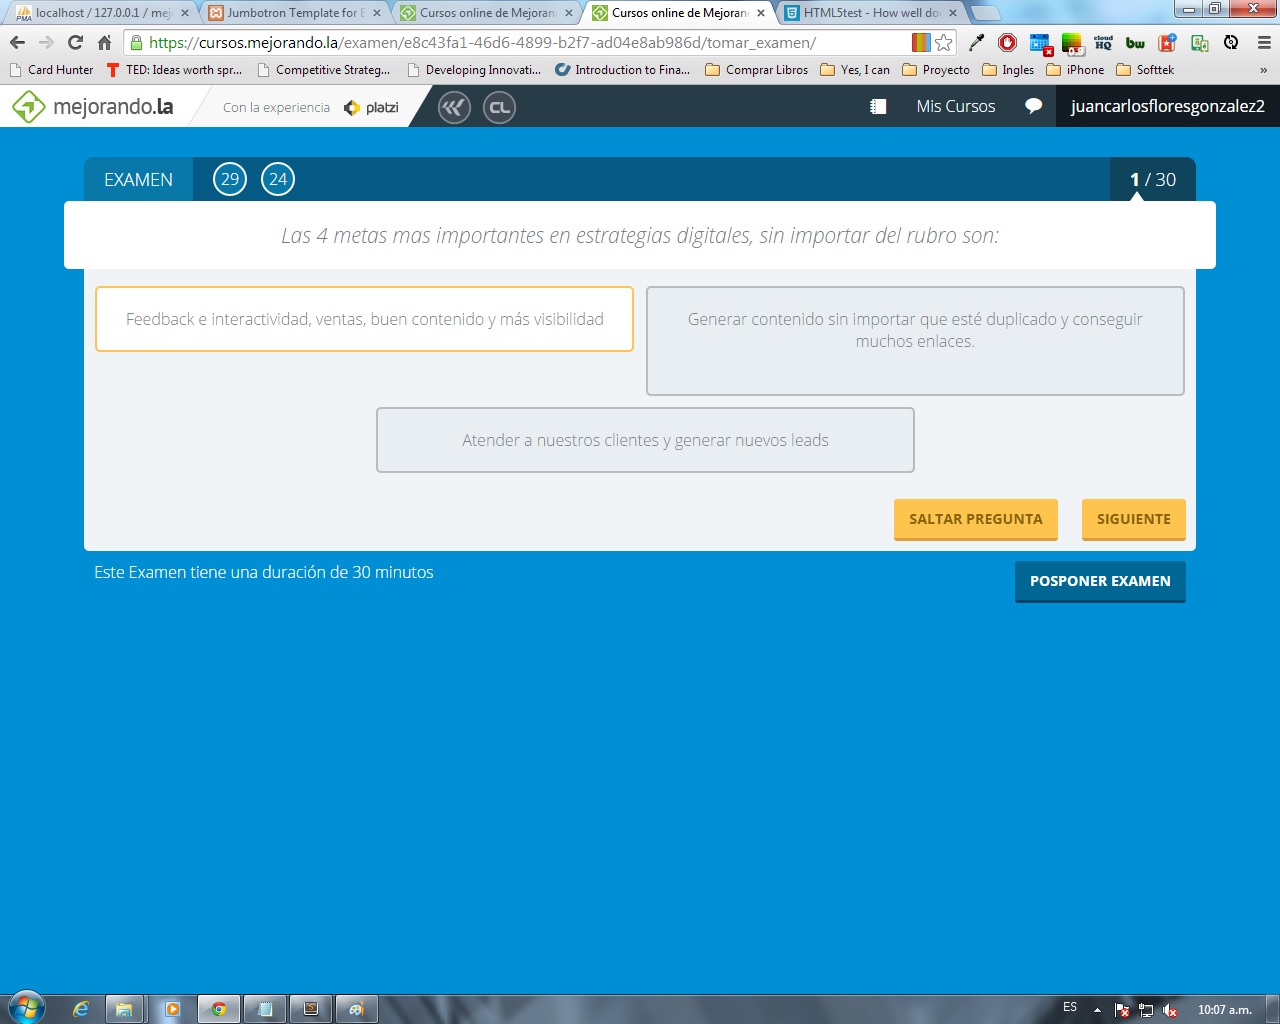 localhost / 127.0.0.1 / mej
Jumbotron Template for B
Cursos online de Mejoran
Cursos online de Mejoran
HTML5test - How well do
https://cursos.mejorando.la/examen/e8c43fa1-46d6-4899-b2f7-ad04e8ab986d/tomar_examen/
Card Hunter
TED: Ideas worth spr...
Competitive Strateg...
Developing Innovati...
Introduction to Fina...
Comprar Libros
Yes, I can
Proyecto
Ingles
iPhone
Softtek
»
mejorando.la
Con la experiencia
platzi
CL
Mis Cursos
juancarlosfloresgonzalez2
EXAMEN
29
24
1 / 30
Las 4 metas mas importantes en estrategias digitales, sin importar del rubro son:
Feedback e interactividad, ventas, buen contenido y más visibilidad
Generar contenido sin importar que esté duplicado y conseguir
muchos enlaces.
Atender a nuestros clientes y generar nuevos leads
SALTAR PREGUNTA
SIGUIENTE
Este Examen tiene una duración de 30 minutos
POSPONER EXAMEN
ES
10:07 a.m.